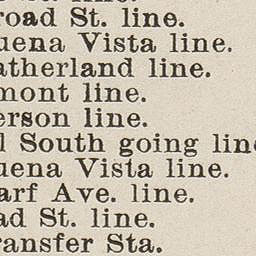 road St. line.
uena Vista line.
atherland line.
mont line.
erson line.
l South going line
uena Vista line.
arf Ave. line.
ad St. line.
ransfer Sta.